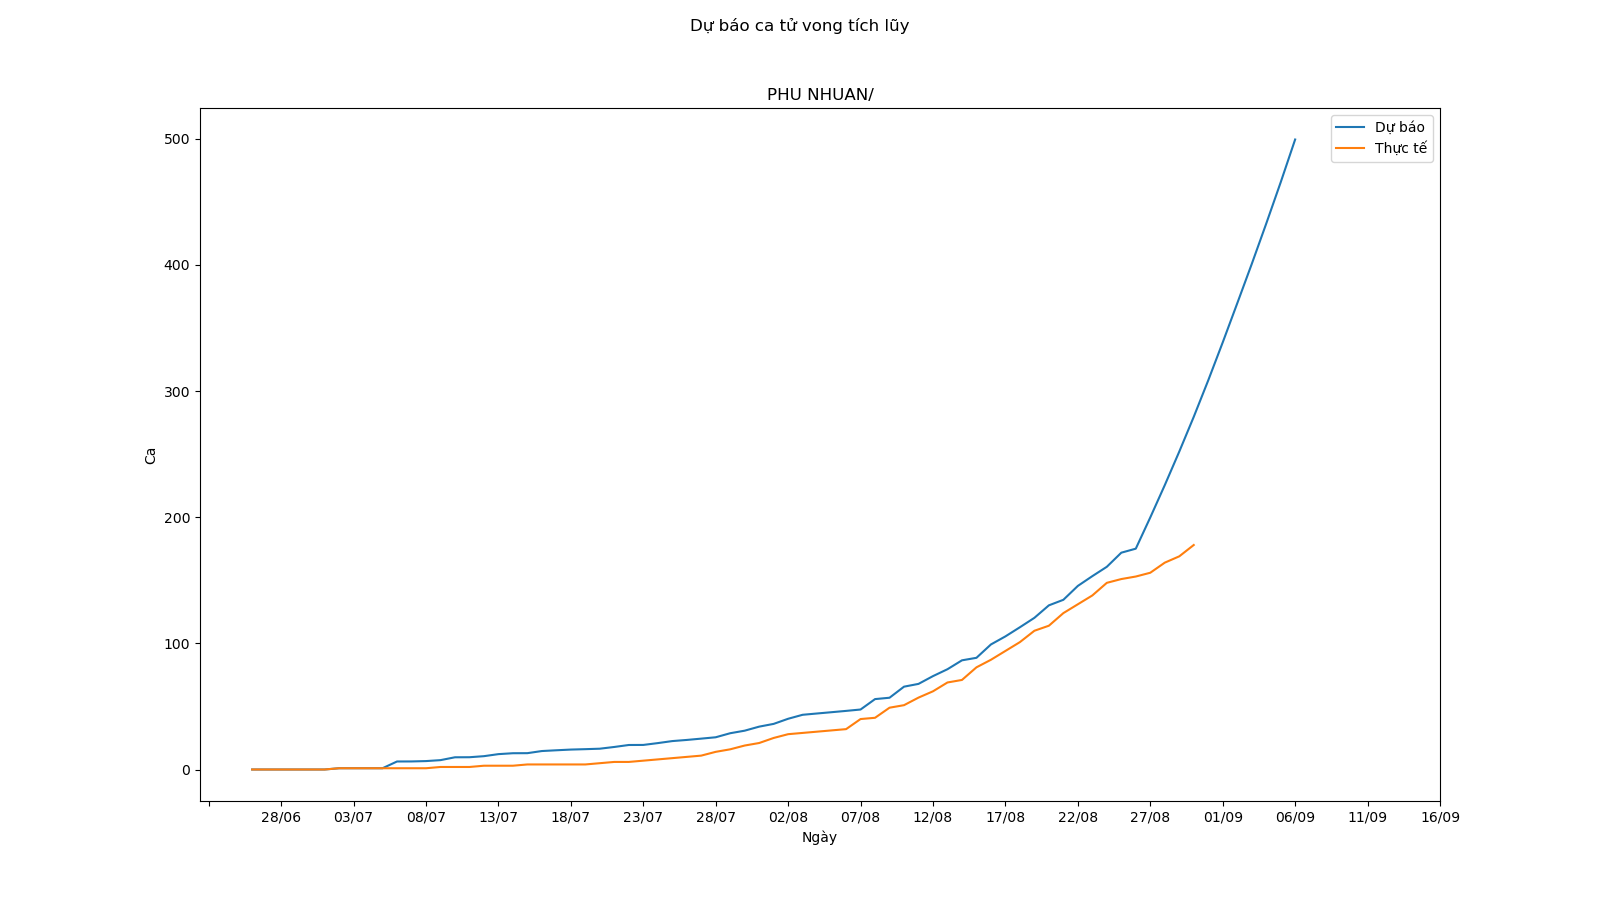 Dự báo ca tử vong tích lũy
PHU NHUAN/
Dự báo
Thực tế
500
400
300
200
100
0
Ca
28/06 03/07 08/07 13/07 18/07 23/07 28/07 02/08 07/08 12/08 17/08 22/08 27/08 01/09 06/09 11/09 16/09
Ngày